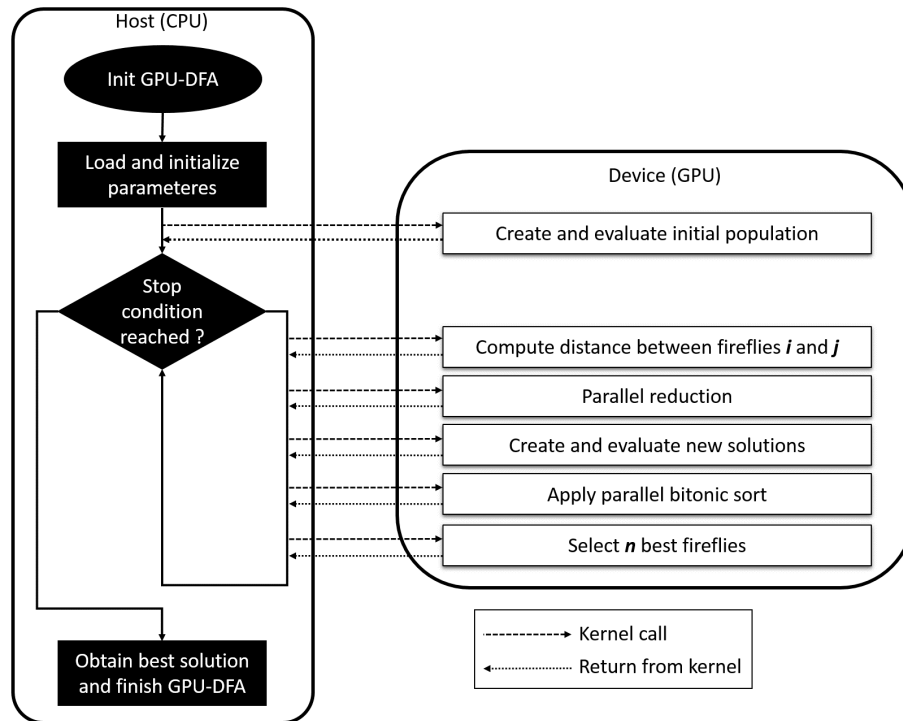 Host (CPU)
Init GPU-DFA
Load and initialize
parameteres
Device (GPU)
Create and evaluate initial population
Stop
condition
reached ?
Compute distance between fireflies i and j
Parallel reduction
Create and evaluate new solutions
Apply parallel bitonic sort
Select n best fireflies
Kernel call
Return from kernel
Obtain best solution
and finish GPU-DFA